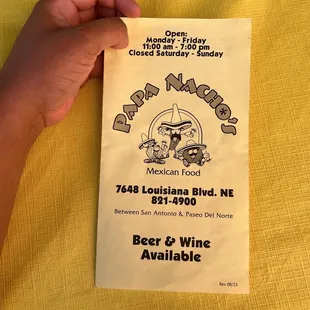 Open:
Monday - Friday
11:00 am - 7:00 pm
Closed Saturday - Sunday
PAPA NACHO'S
Mexican Food
7648 Louisiana Blvd. NE
821-4900
Between San Antonio & Paseo Del Norte
Beer & Wine
Available